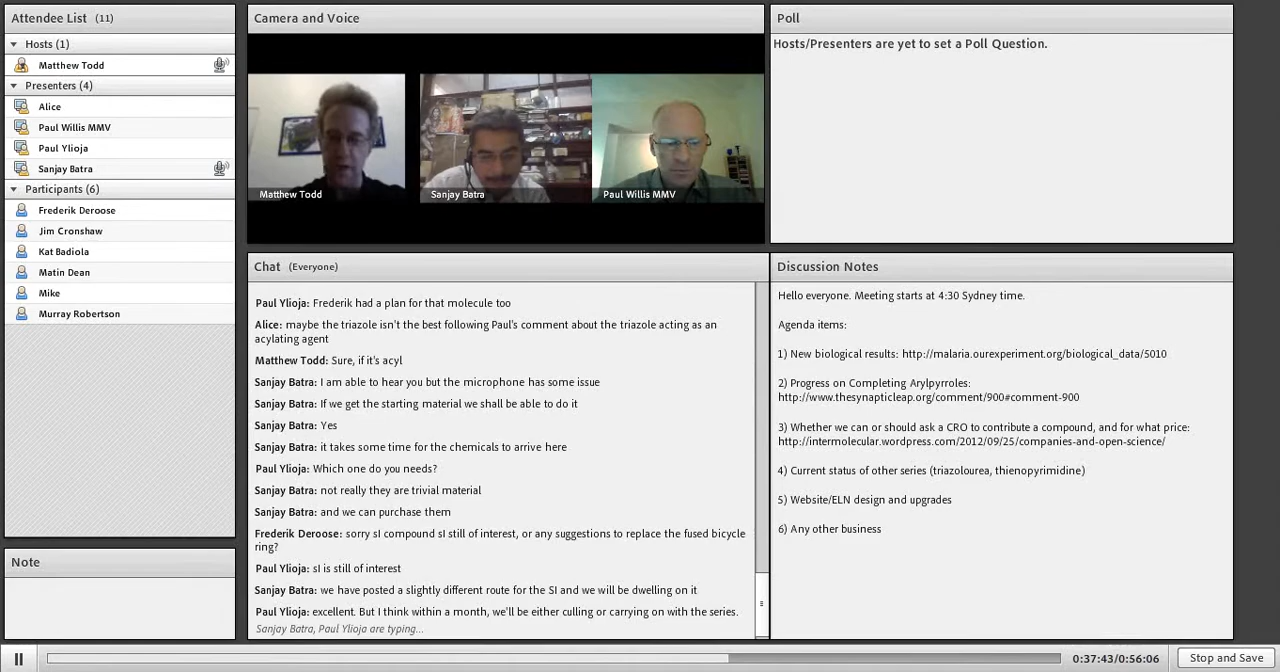 Attendee List (11)
Hosts (1)
Matthew Todd
Presenters (4)
Alice
Paul Willis MMV
Paul Ylioja
Sanjay Batra
Participants (6)
Frederik Deroose
Jim Cronshaw
Kat Badiola
Matin Dean
Mike
Murray Robertson
Note
Camera and Voice
Matthew Todd
Sanjay Batra
Paul Willis MMV
Poll
Hosts/Presenters are yet to set a Poll Question.
Chat (Everyone)
Paul Ylioja: Frederik had a plan for that molecule too
Alice: maybe the triazole isn't the best following Paul's comment about the triazole acting as an
acylating agent
Matthew Todd: Sure, if it's acyl
Sanjay Batra: I am able to hear you but the microphone has some issue
Sanjay Batra: If we get the starting material we shall be able to do it
Sanjay Batra: Yes
Sanjay Batra: it takes some time for the chemicals to arrive here
Paul Ylioja: Which one do you needs?
Sanjay Batra: not really they are trivial material
Sanjay Batra: and we can purchase them
Frederik Deroose: sorry sI compound sI still of interest, or any suggestions to replace the fused bicycle
ring?
Paul Ylioja: sI is still of interest
Sanjay Batra: we have posted a slightly different route for the SI and we will be dwelling on it
Paul Ylioja: excellent. But I think within a month, we'll be either culling or carrying on with the series.
Sanjay Batra, Paul Ylioja are typing...
Discussion Notes
Hello everyone. Meeting starts at 4:30 Sydney time.
Agenda items:
1) New biological results: http://malaria.ourexperiment.org/biological_data/5010
2) Progress on Completing Arylpyrroles:
http://www.thesynapticleap.org/comment/900#comment-900
3) Whether we can or should ask a CRO to contribute a compound, and for what price:
http://intermolecular.wordpress.com/2012/09/25/companies-and-open-science/
4) Current status of other series (triazolourea, thienopyrimidine)
5) Website/ELN design and upgrades
6) Any other business
0:37:43/0:56:06
Stop and Save